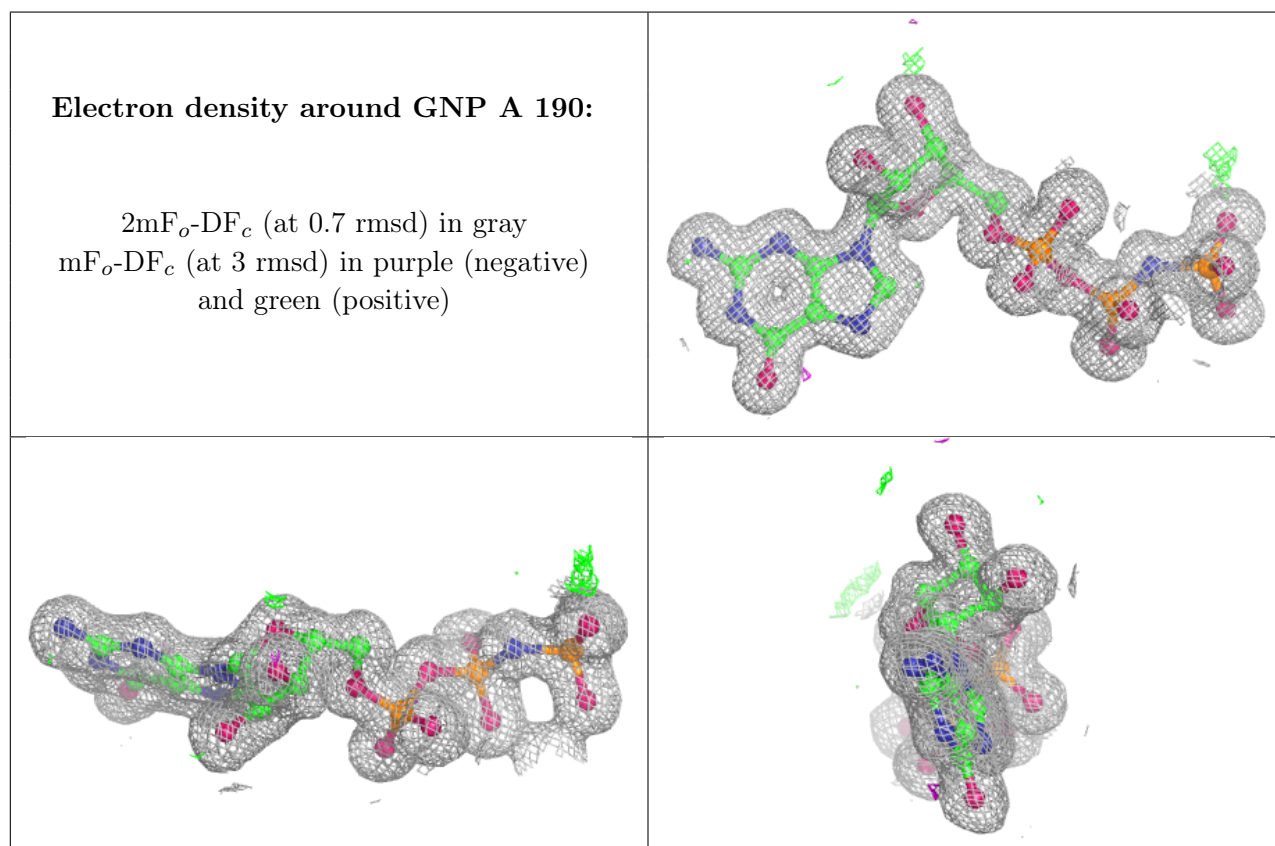 Electron density around GNP A 190:
2mFo-DFc (at 0.7 rmsd) in gray
mFo-DFc (at 3 rmsd) in purple (negative)
and green (positive)